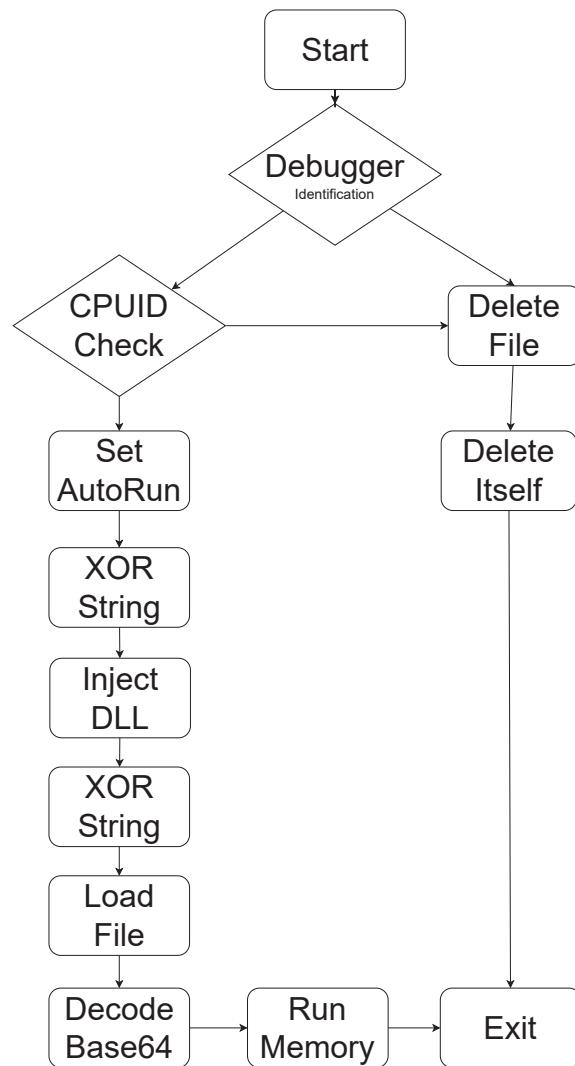 Start
Debugger
Identification
CPUID
Check
Delete
File
Set
AutoRun
Delete
Itself
XOR
String
Inject
DLL
XOR
String
Load
File
Decode
Base64
Run
Memory
Exit